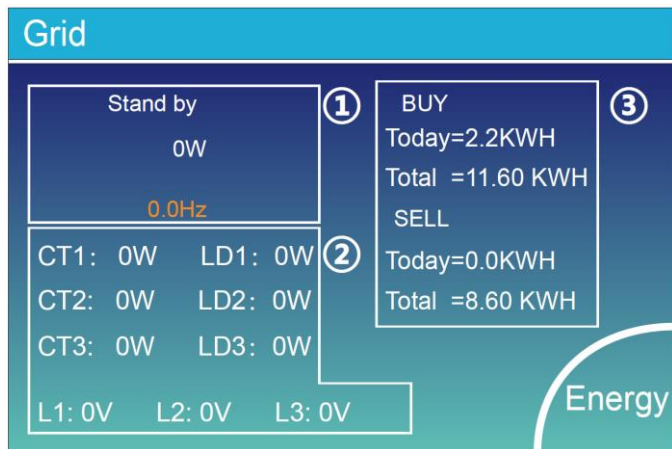 Grid
Stand by
①
0W
0.0Hz
CT1: 0W LD1: 0W
②
CT2: 0W LD2: 0W
CT3: 0W LD3: 0W
L1: 0V L2: 0V L3: 0V
BUY
③
Today=2.2KWH
Total =11.60 KWH
SELL
Today=0.0KWH
Total =8.60 KWH
Energy